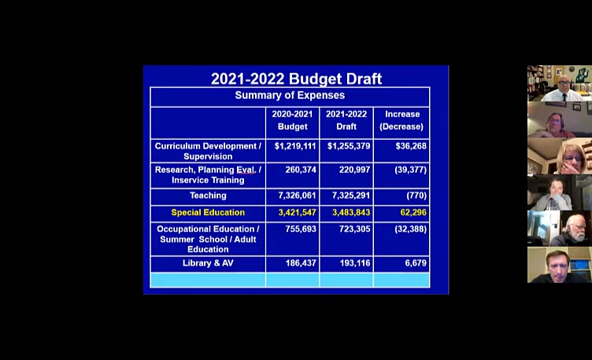 2021-2022 Budget Draft
Summary of Expenses
2020-2021 Budget 2021-2022 Draft Increase (Decrease)
Curriculum Development / Supervision $1,219,111 $1,255,379 $36,268
Research, Planning Eval. / Inservice Training 260,374 220,997 (39,377)
Teaching 7,326,061 7,325,291 (770)
Special Education 3,421,547 3,483,843 62,296
Occupational Education / Summer School / Adult Education 755,693 723,305 (32,388)
Library & AV 186,437 193,116 6,679